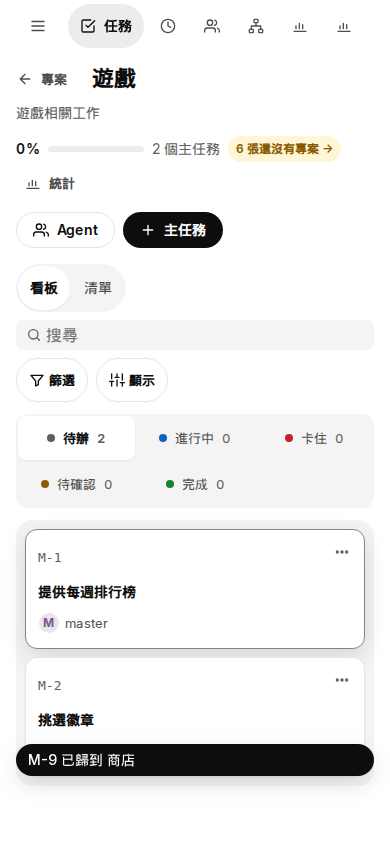 任務
專案 遊戲
遊戲相關工作
0% 2 個主任務 6 張還沒有專案 →
統計
Agent 主任務
看板 清單
搜尋
篩選 顯示
待辦 2 進行中 0 卡住 0
待確認 0 完成 0
M-1
提供每週排行榜
M master
M-2
挑選徽章
M-9 已歸到 商店